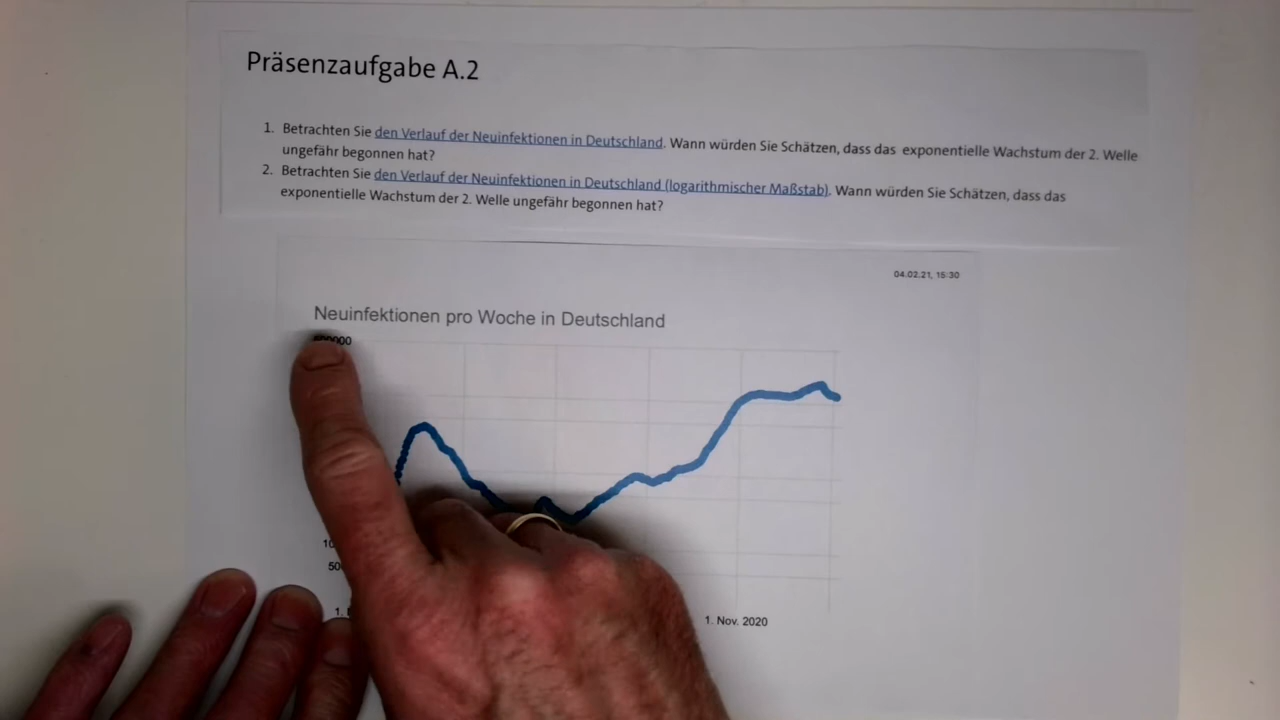 Präsenzaufgabe A.2
1. Betrachten Sie den Verlauf der Neuinfektionen in Deutschland. Wann würden Sie Schätzen, dass das exponentielle Wachstum der 2. Welle
ungefähr begonnen hat?
2. Betrachten Sie den Verlauf der Neuinfektionen in Deutschland (logarithmischer Maßstab). Wann würden Sie Schätzen, dass das
exponentielle Wachstum der 2. Welle ungefähr begonnen hat?
04.02.21, 15:30
Neuinfektionen pro Woche in Deutschland
1. Nov. 2020